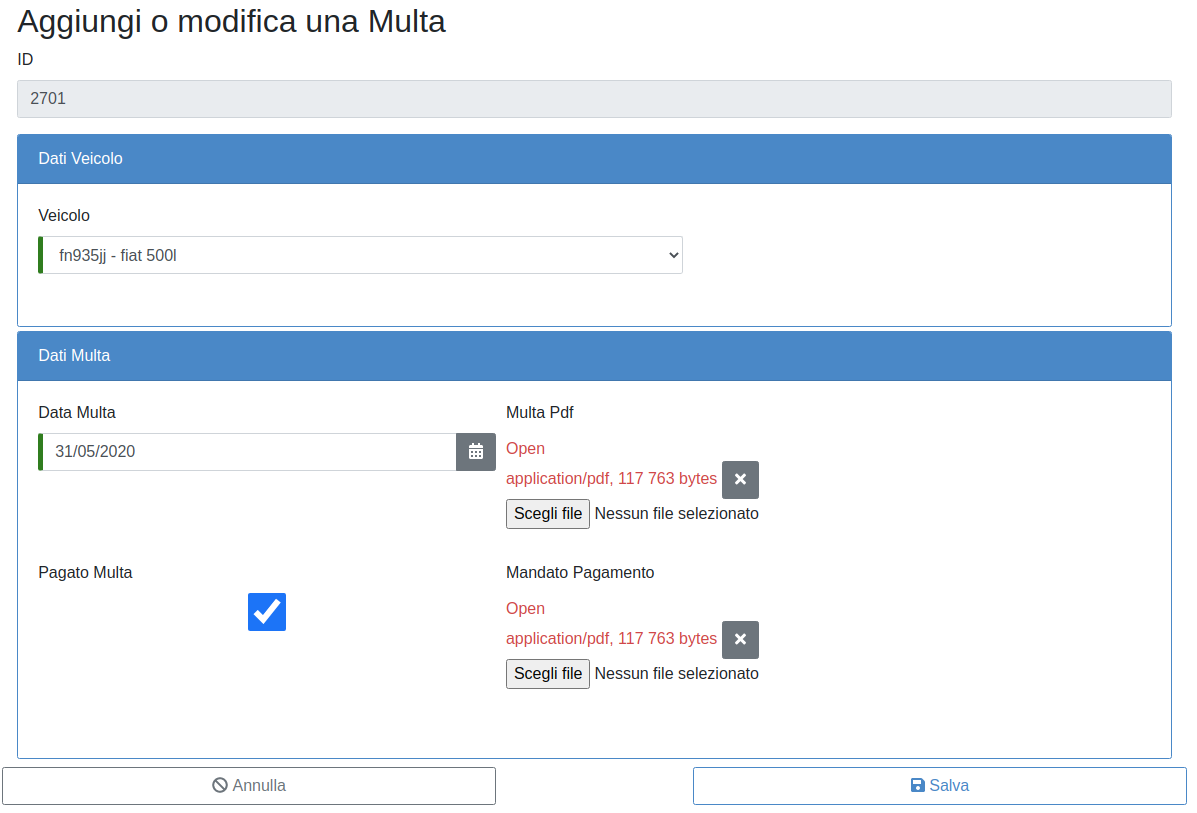 Aggiungi o modifica una Multa
ID
2701
Dati Veicolo
Veicolo
fn935jj - fiat 500l
Dati Multa
Data Multa
31/05/2020
Multa Pdf
Open
application/pdf, 117 763 bytes
Scegli file Nessun file selezionato
Pagato Multa
Mandato Pagamento
Open
application/pdf, 117 763 bytes
Scegli file Nessun file selezionato
Annulla
Salva